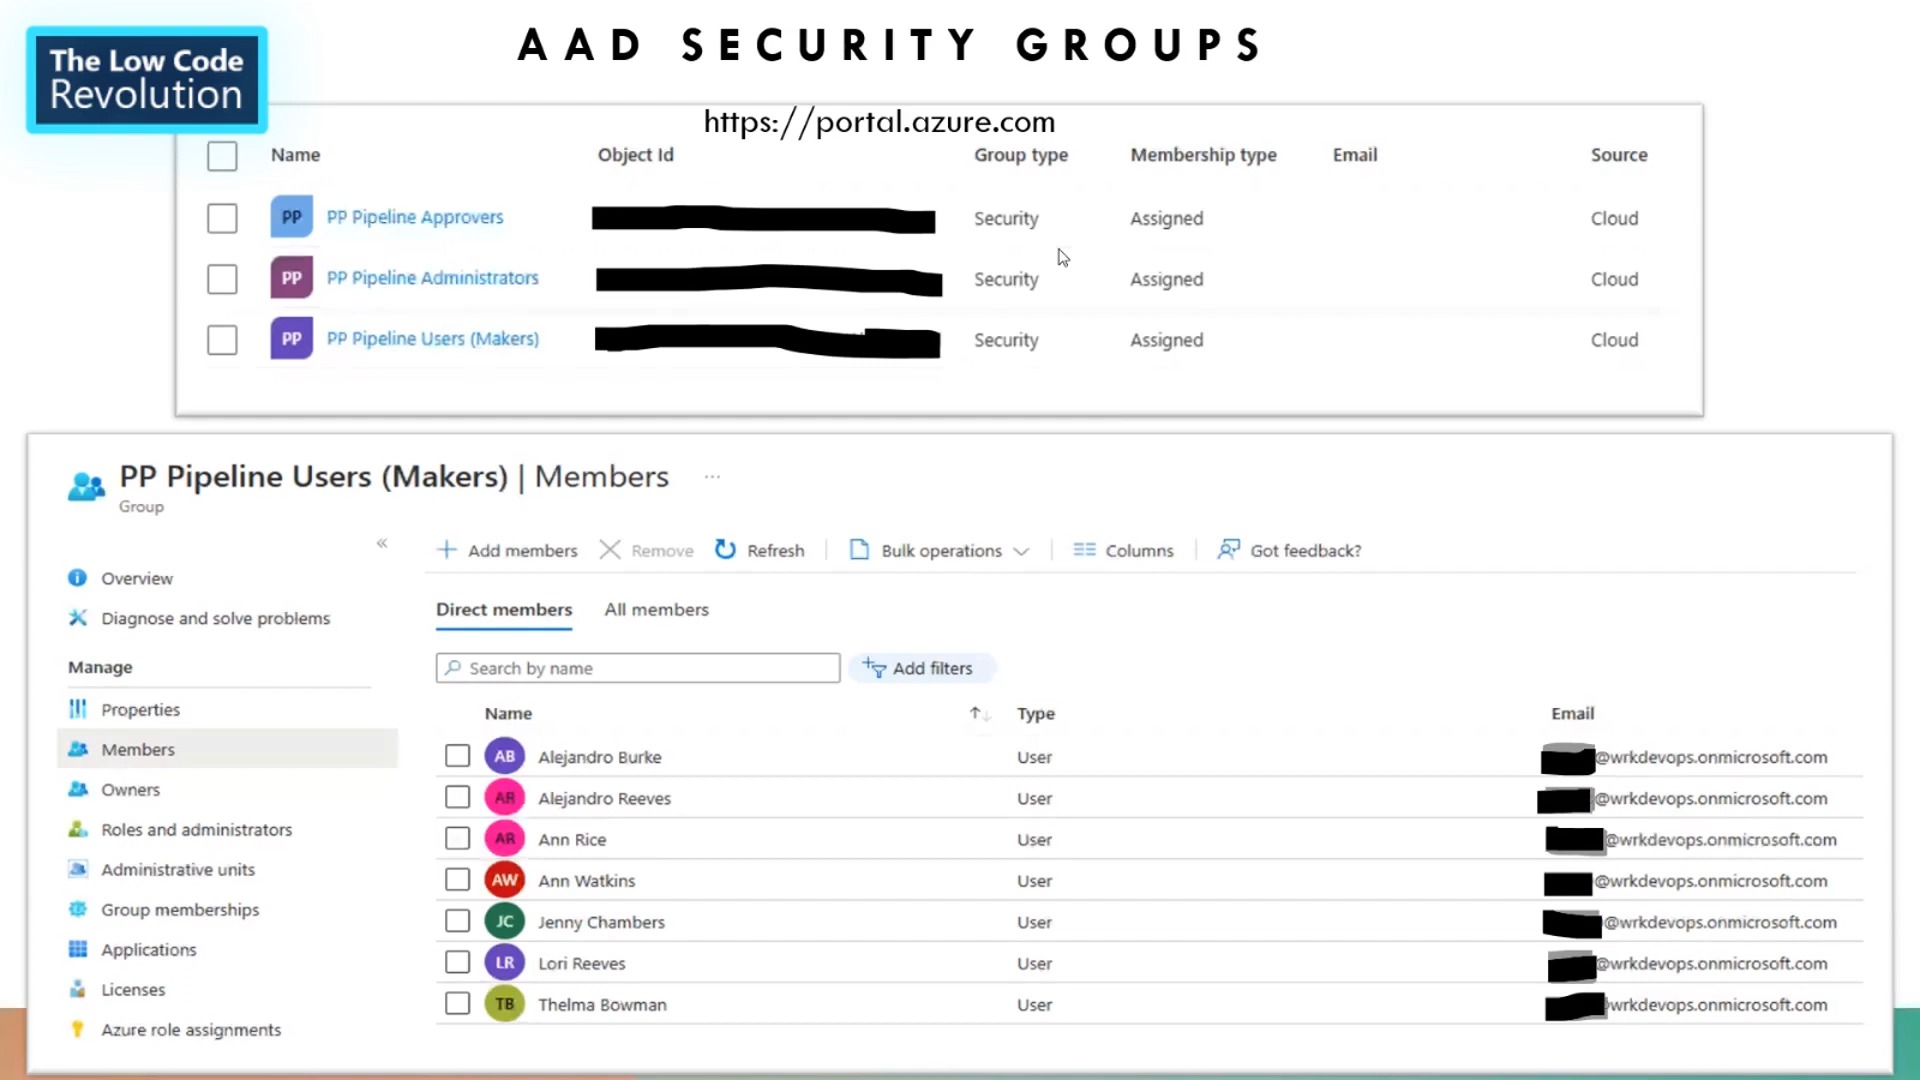 The Low Code
Revolution
AAD SECURITY GROUPS
https://portal.azure.com
Name Object Id Group type Membership type Email Source
PP PP Pipeline Approvers Security Assigned Cloud
PP PP Pipeline Administrators Security Assigned Cloud
PP PP Pipeline Users (Makers) Security Assigned Cloud
PP Pipeline Users (Makers) | Members ...
Group
«
Overview
Diagnose and solve problems
Manage
Properties
Members
Owners
Roles and administrators
Administrative units
Group memberships
Applications
Licenses
Azure role assignments
Add members Remove Refresh Bulk operations Columns Got feedback?
Direct members All members
Search by name Add filters
Name Type Email
AB Alejandro Burke User @wrkdevops.onmicrosoft.com
AR Alejandro Reeves User @wrkdevops.onmicrosoft.com
AR Ann Rice User @wrkdevops.onmicrosoft.com
AW Ann Watkins User @wrkdevops.onmicrosoft.com
JC Jenny Chambers User @wrkdevops.onmicrosoft.com
LR Lori Reeves User @wrkdevops.onmicrosoft.com
TB Thelma Bowman User wrkdevops.onmicrosoft.com